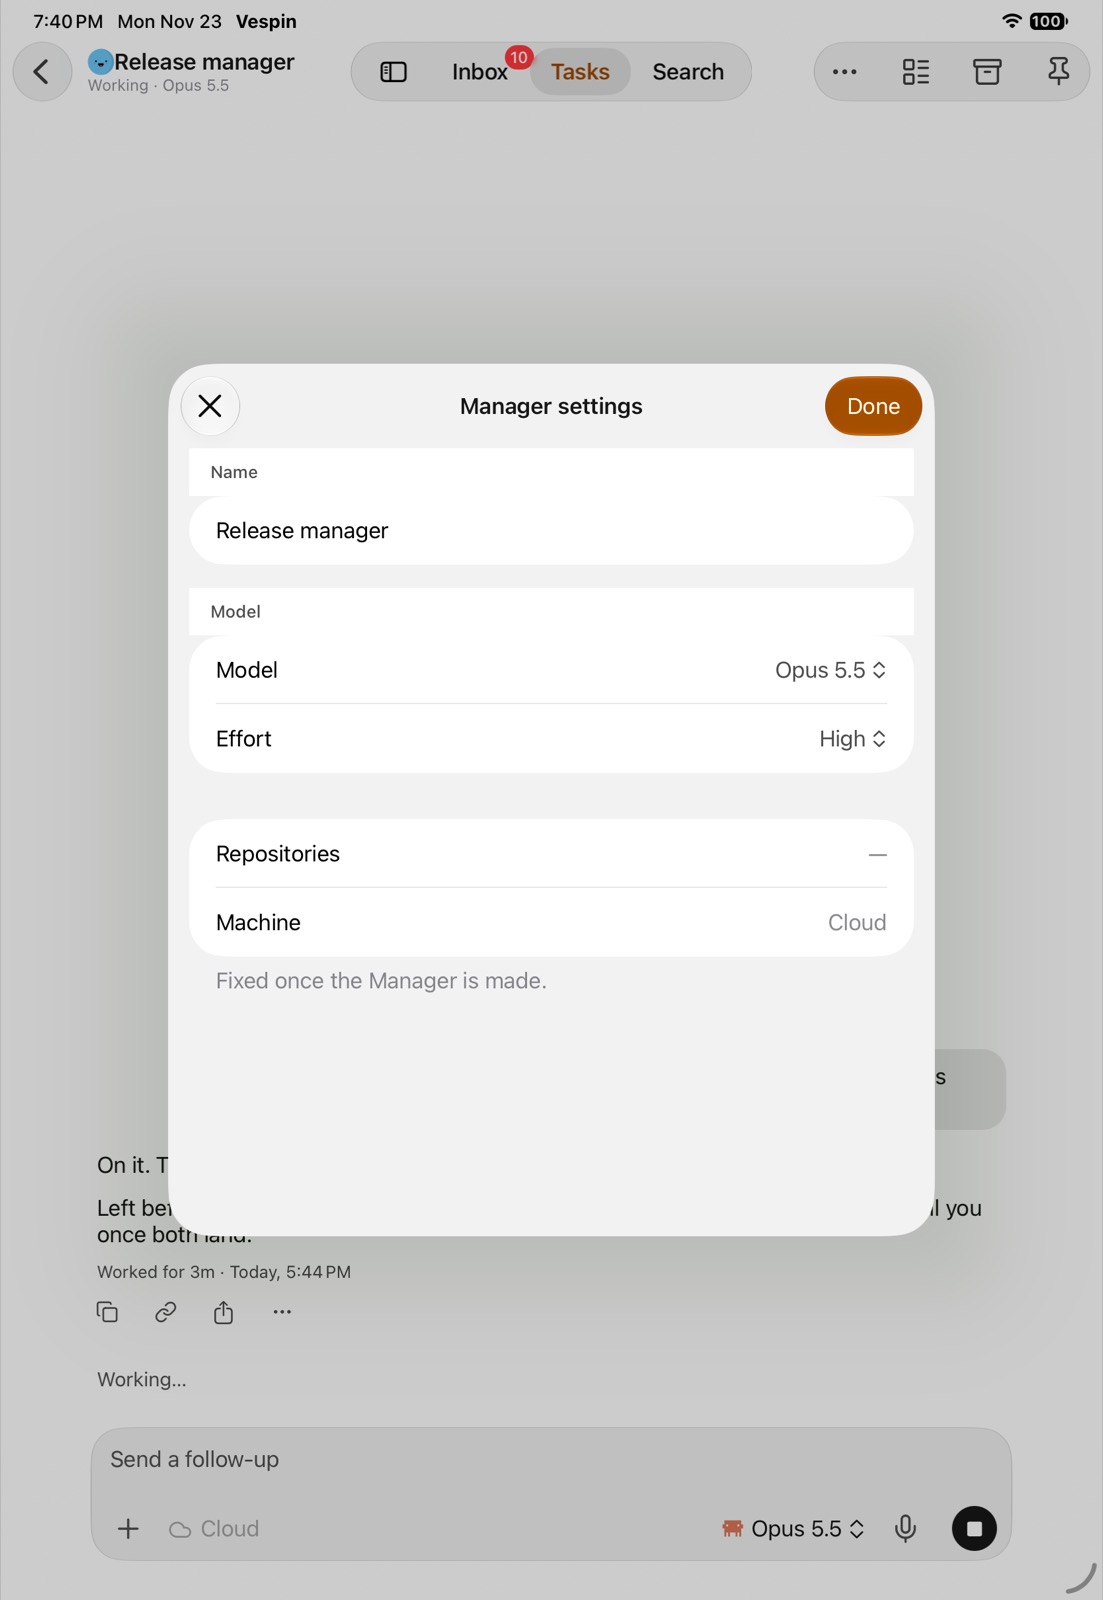 7:40 PM Mon Nov 23 Vespin
100
Release manager
Working · Opus 5.5
Inbox
10
Tasks
Search
Manager settings
Done
Name
Release manager
Model
Model
Opus 5.5
Effort
High
Repositories
—
Machine
Cloud
Fixed once the Manager is made.
On it.
Left
you
once both land.
Worked for 3m · Today, 5:44 PM
Working...
Send a follow-up
Cloud
Opus 5.5